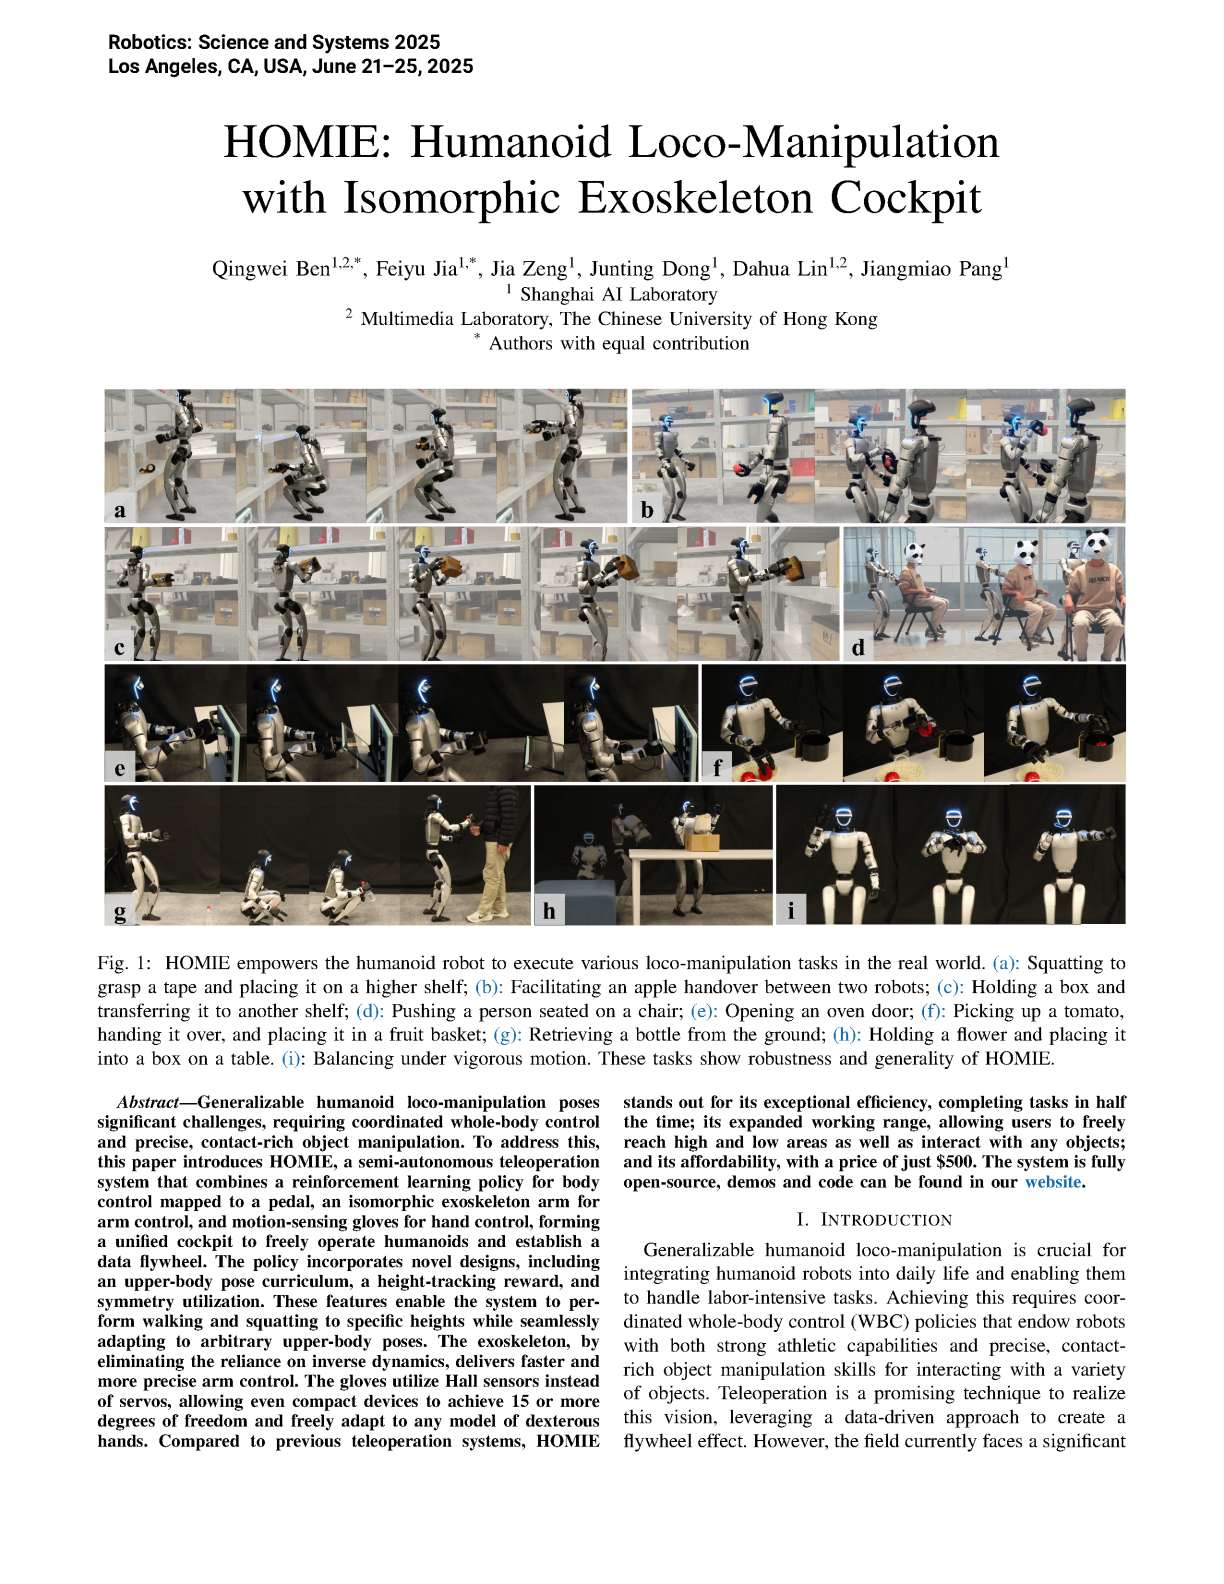 Robotics: Science and Systems 2025
Los Angeles, CA, USA, June 21–25, 2025
HOMIE: Humanoid Loco-Manipulation
with Isomorphic Exoskeleton Cockpit
Qingwei Ben1,2,*, Feiyu Jia1,*, Jia Zeng1, Junting Dong1, Dahua Lin1,2, Jiangmiao Pang1
1 Shanghai AI Laboratory
2 Multimedia Laboratory, The Chinese University of Hong Kong
* Authors with equal contribution
a
b
c
d
e
f
g
h
i
Fig. 1: HOMIE empowers the humanoid robot to execute various loco-manipulation tasks in the real world. (a): Squatting to
grasp a tape and placing it on a higher shelf; (b): Facilitating an apple handover between two robots; (c): Holding a box and
transferring it to another shelf; (d): Pushing a person seated on a chair; (e): Opening an oven door; (f): Picking up a tomato,
handing it over, and placing it in a fruit basket; (g): Retrieving a bottle from the ground; (h): Holding a flower and placing it
into a box on a table. (i): Balancing under vigorous motion. These tasks show robustness and generality of HOMIE.
Abstract—Generalizable humanoid loco-manipulation poses
significant challenges, requiring coordinated whole-body control
and precise, contact-rich object manipulation. To address this,
this paper introduces HOMIE, a semi-autonomous teleoperation
system that combines a reinforcement learning policy for body
control mapped to a pedal, an isomorphic exoskeleton arm for
arm control, and motion-sensing gloves for hand control, forming
a unified cockpit to freely operate humanoids and establish a
data flywheel. The policy incorporates novel designs, including
an upper-body pose curriculum, a height-tracking reward, and
symmetry utilization. These features enable the system to per-
form walking and squatting to specific heights while seamlessly
adapting to arbitrary upper-body poses. The exoskeleton, by
eliminating the reliance on inverse dynamics, delivers faster and
more precise arm control. The gloves utilize Hall sensors instead
of servos, allowing even compact devices to achieve 15 or more
degrees of freedom and freely adapt to any model of dexterous
hands. Compared to previous teleoperation systems, HOMIE
stands out for its exceptional efficiency, completing tasks in half
the time; its expanded working range, allowing users to freely
reach high and low areas as well as interact with any objects;
and its affordability, with a price of just $500. The system is fully
open-source, demos and code can be found in our website.
I. INTRODUCTION
Generalizable humanoid loco-manipulation is crucial for
integrating humanoid robots into daily life and enabling them
to handle labor-intensive tasks. Achieving this requires coor-
dinated whole-body control (WBC) policies that endow robots
with both strong athletic capabilities and precise, contact-
rich object manipulation skills for interacting with a variety
of objects. Teleoperation is a promising technique to realize
this vision, leveraging a data-driven approach to create a
flywheel effect. However, the field currently faces a significant